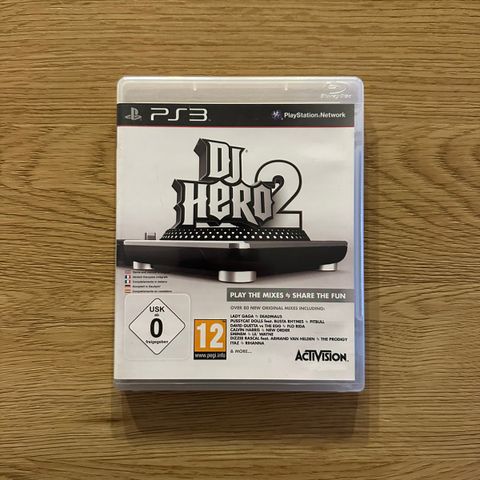 Blu-ray Disc
PS3
PlayStation®Network
DJ
HERO 2
PLAY THE MIXES SHARE THE FUN
OVER 80 NEW ORIGINAL MIXES INCLUDING:
LADY GAGA DEADMAU5
PUSSYCAT DOLLS feat. BUSTA RHYMES PITBULL
DAVID GUETTA vs THE EGG FLO RIDA
CALVIN HARRIS NEW ORDER
EMINEM LIL' WAYNE
DIZZEE RASCAL feat. ARMAND VAN HELDEN THE PRODIGY
IYAZ RIHANNA
& MORE...
USK
ab
0
freigegeben
12
www.pegi.info
ACTIVISION